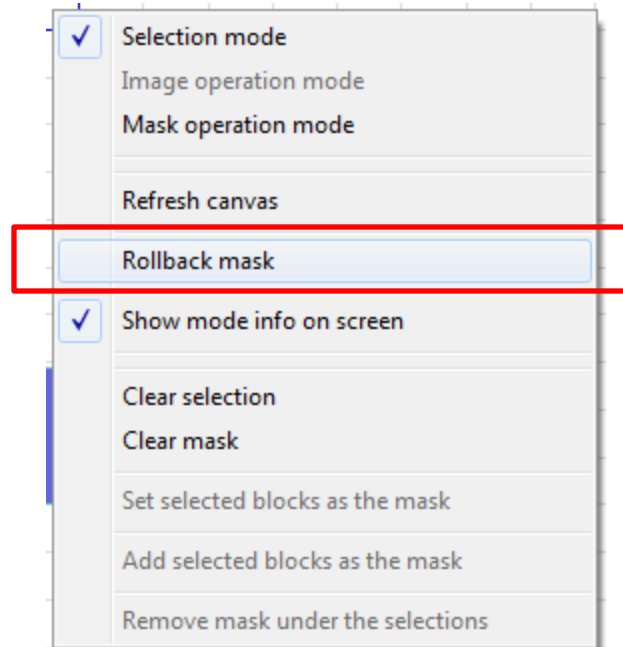 Selection mode
Image operation mode
Mask operation mode
Refresh canvas
Rollback mask
Show mode info on screen
Clear selection
Clear mask
Set selected blocks as the mask
Add selected blocks as the mask
Remove mask under the selections